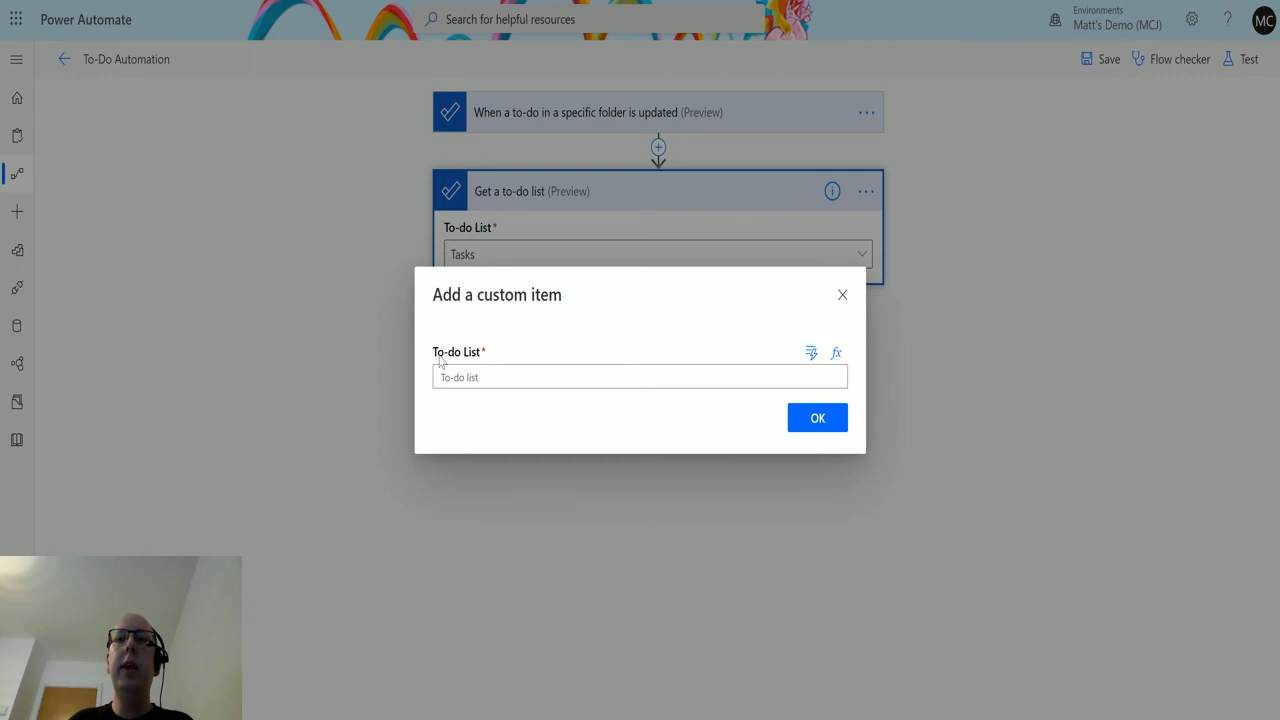 Power Automate
Search for helpful resources
Environments
Matt's Demo (MCJ)
MC
To-Do Automation
Save
Flow checker
Test
When a to-do in a specific folder is updated (Preview)
Get a to-do list (Preview)
To-do List*
Tasks
Add a custom item
To-do List*
fx
To-do list
OK